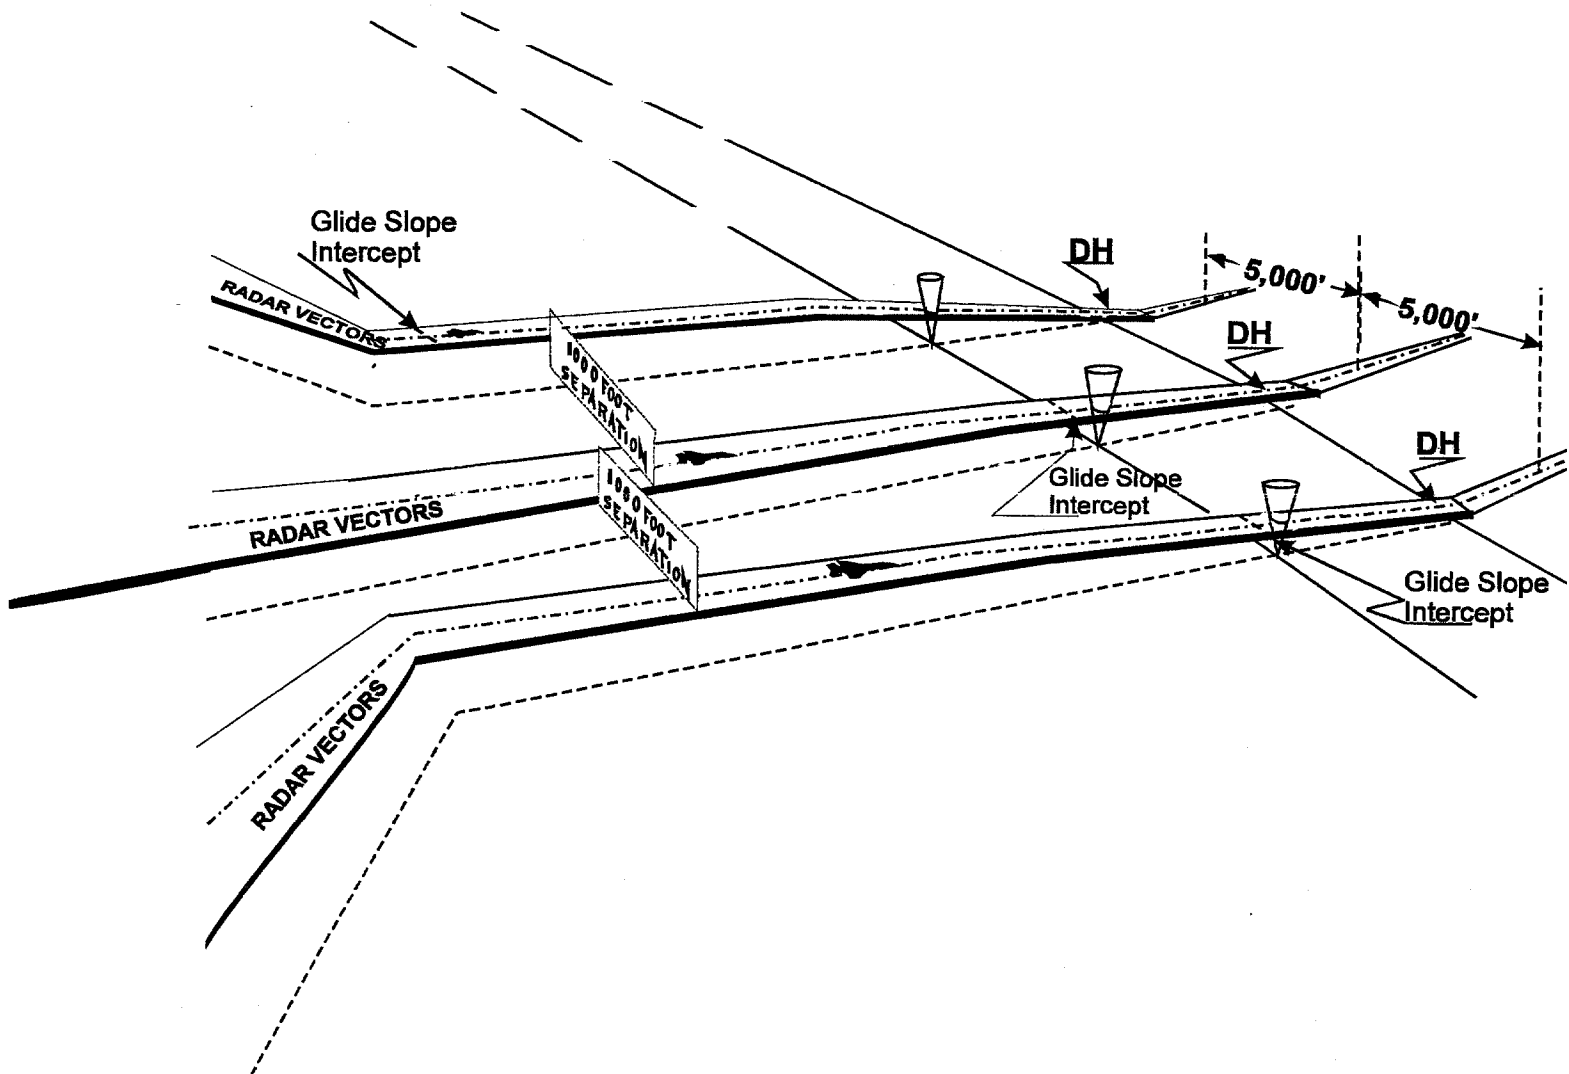 Glide Slope
Intercept
DH
5,000'
5,000'
RADAR VECTORS
DH
1000 FOOT
SEPARATION
DH
RADAR VECTORS
Glide Slope
Intercept
1000 FOOT
SEPARATION
Glide Slope
Intercept
RADAR VECTORS